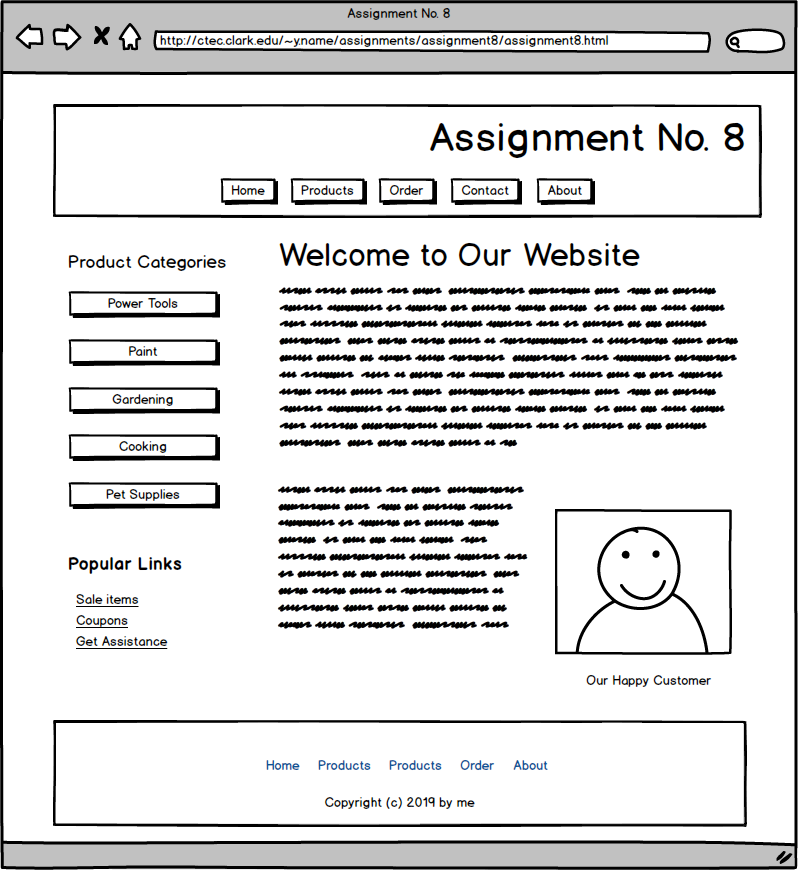 Assignment No. 8
http://ctec.clark.edu/~y.name/assignments/assignment8/assignment8.html
Assignment No. 8
Home Products Order Contact About
Product Categories
Power Tools
Paint
Gardening
Cooking
Pet Supplies
Popular Links
Sale items
Coupons
Get Assistance
Welcome to Our Website
Our Happy Customer
Home Products Products Order About
Copyright (c) 2019 by me